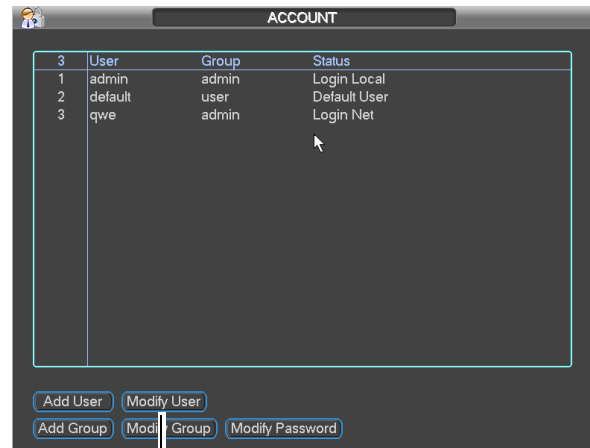 ACCOUNT
3 User Group Status
1 admin admin Login Local
2 default user Default User
3 qwe admin Login Net
Add User Modify User
Add Group Modify Group Modify Password